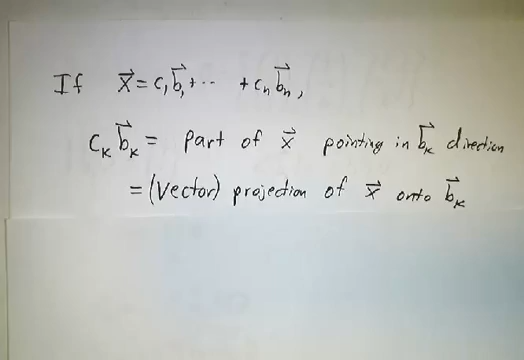 If x⃗ = c₁b⃗₁ + ⋯ + cₙb⃗ₙ,
cₖb⃗ₖ = part of x⃗ pointing in b⃗ₖ direction
= (vector) projection of x⃗ onto b⃗ₖ